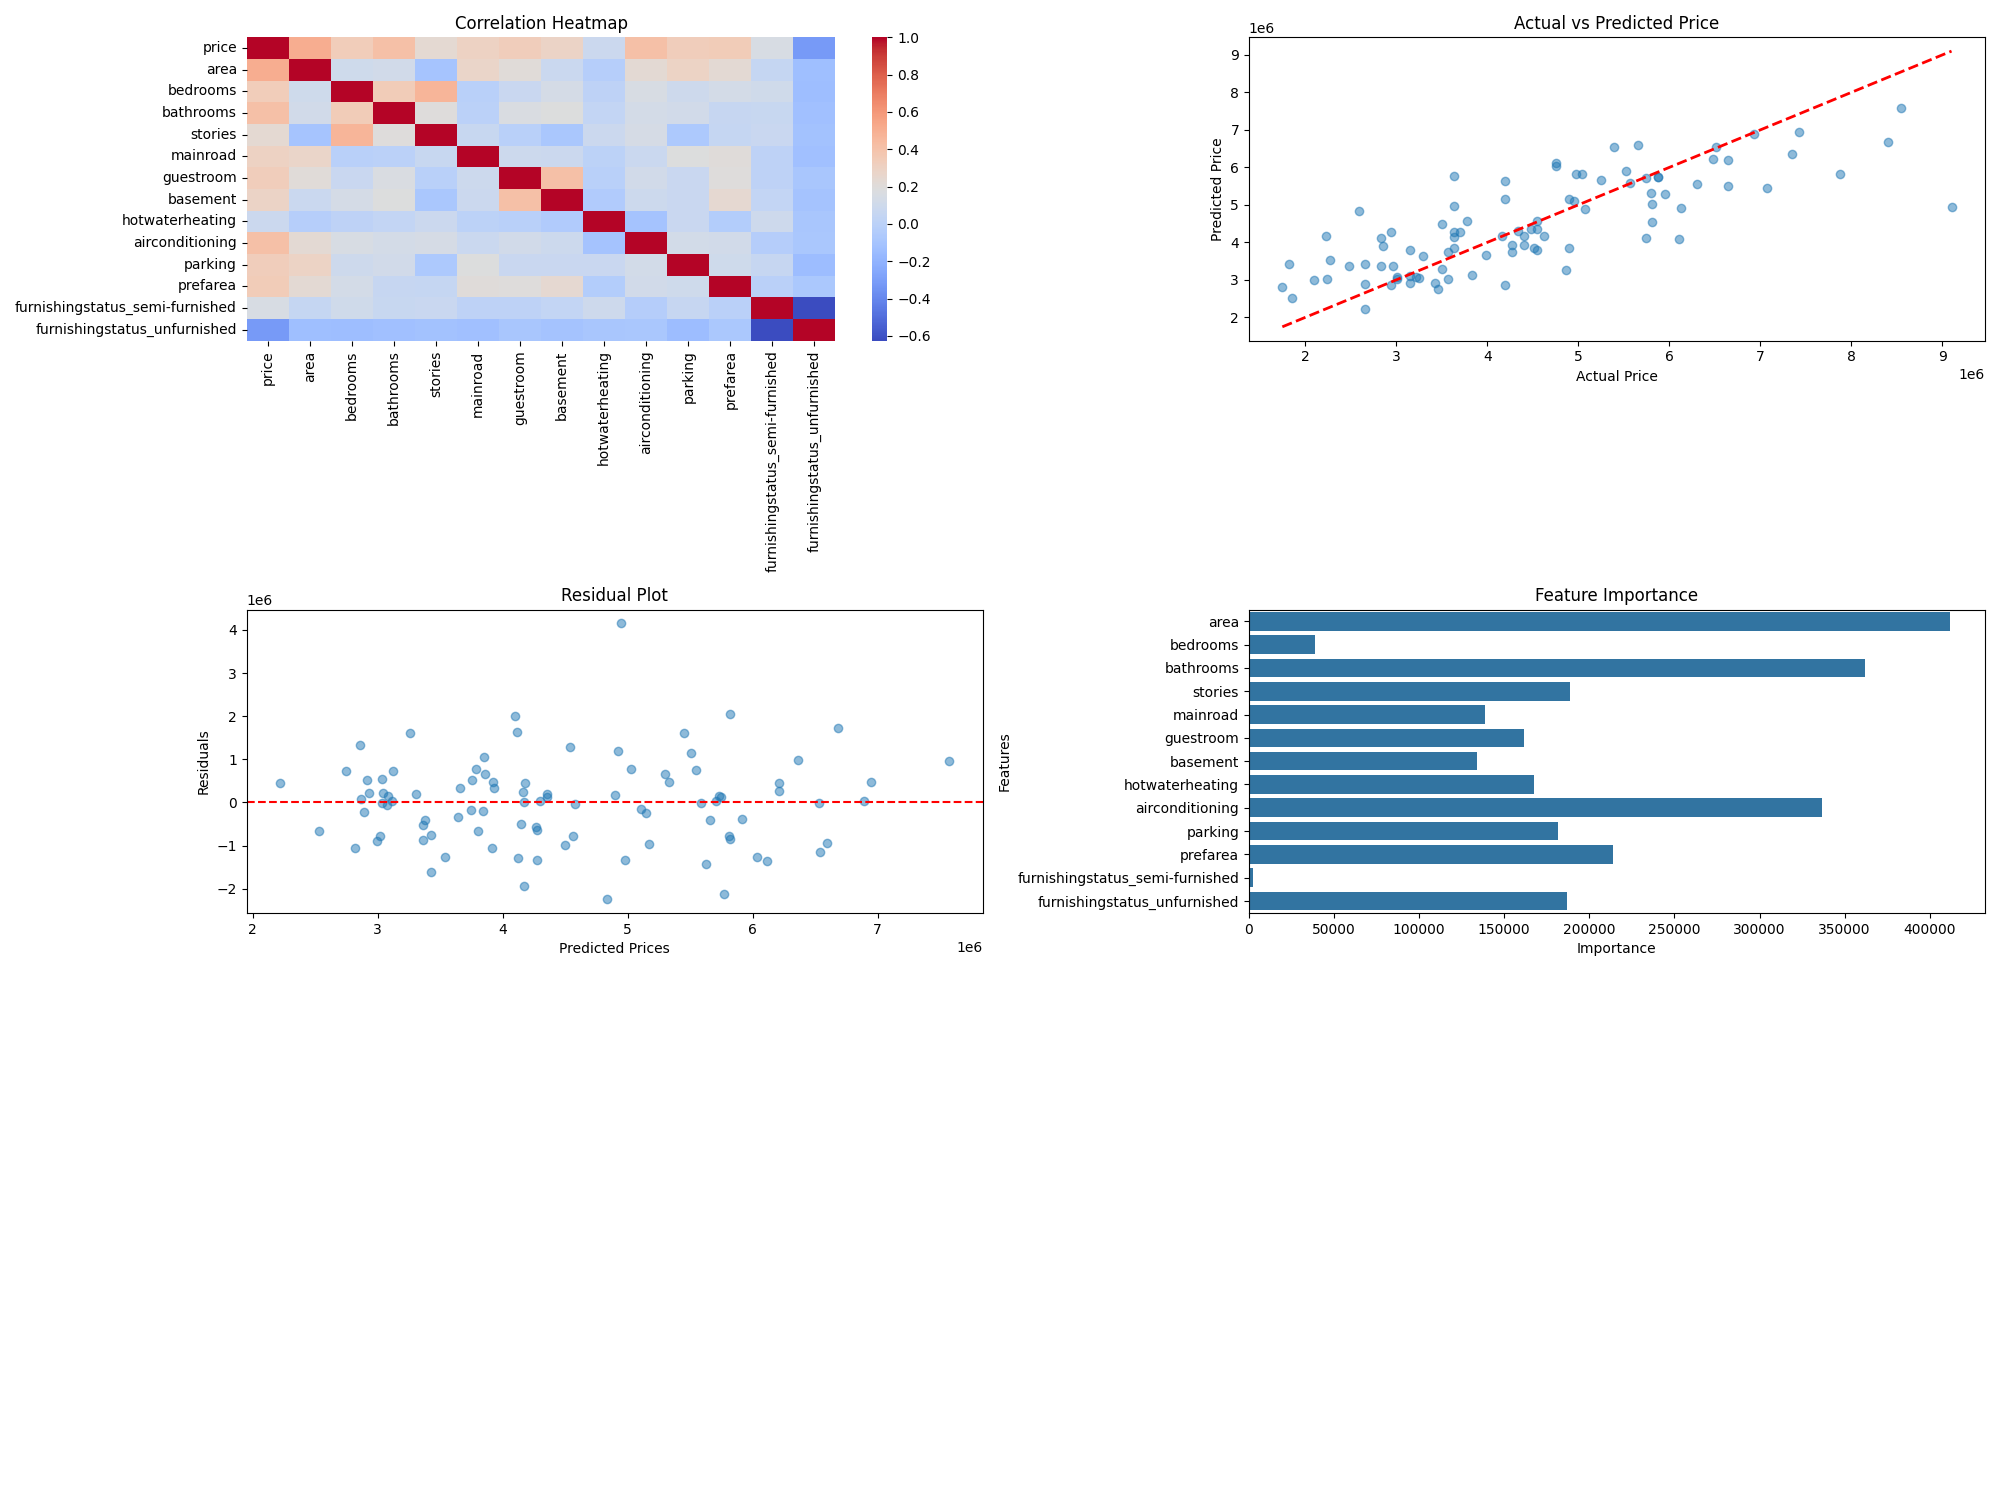 Correlation Heatmap
price
area
bedrooms
bathrooms
stories
mainroad
guestroom
basement
hotwaterheating
airconditioning
parking
prefarea
furnishingstatus_semi-furnished
furnishingstatus_unfurnished
price
area
bedrooms
bathrooms
stories
mainroad
guestroom
basement
hotwaterheating
airconditioning
parking
prefarea
furnishingstatus_semi-furnished
furnishingstatus_unfurnished
1.0
0.8
0.6
0.4
0.2
0.0
−0.2
−0.4
−0.6
Actual vs Predicted Price
1e6
9
8
7
6
5
4
3
2
Predicted Price
2 3 4 5 6 7 8 9
1e6
Actual Price
Residual Plot
1e6
4
3
2
1
0
−1
−2
Residuals
2 3 4 5 6 7
1e6
Predicted Prices
Feature Importance
Features
area
bedrooms
bathrooms
stories
mainroad
guestroom
basement
hotwaterheating
airconditioning
parking
prefarea
furnishingstatus_semi-furnished
furnishingstatus_unfurnished
0 50000 100000 150000 200000 250000 300000 350000 400000
Importance